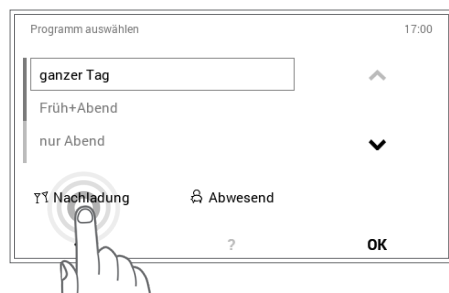 Programm auswählen 17:00
ganzer Tag
Früh+Abend
nur Abend
Nachladung Abwesend
? OK